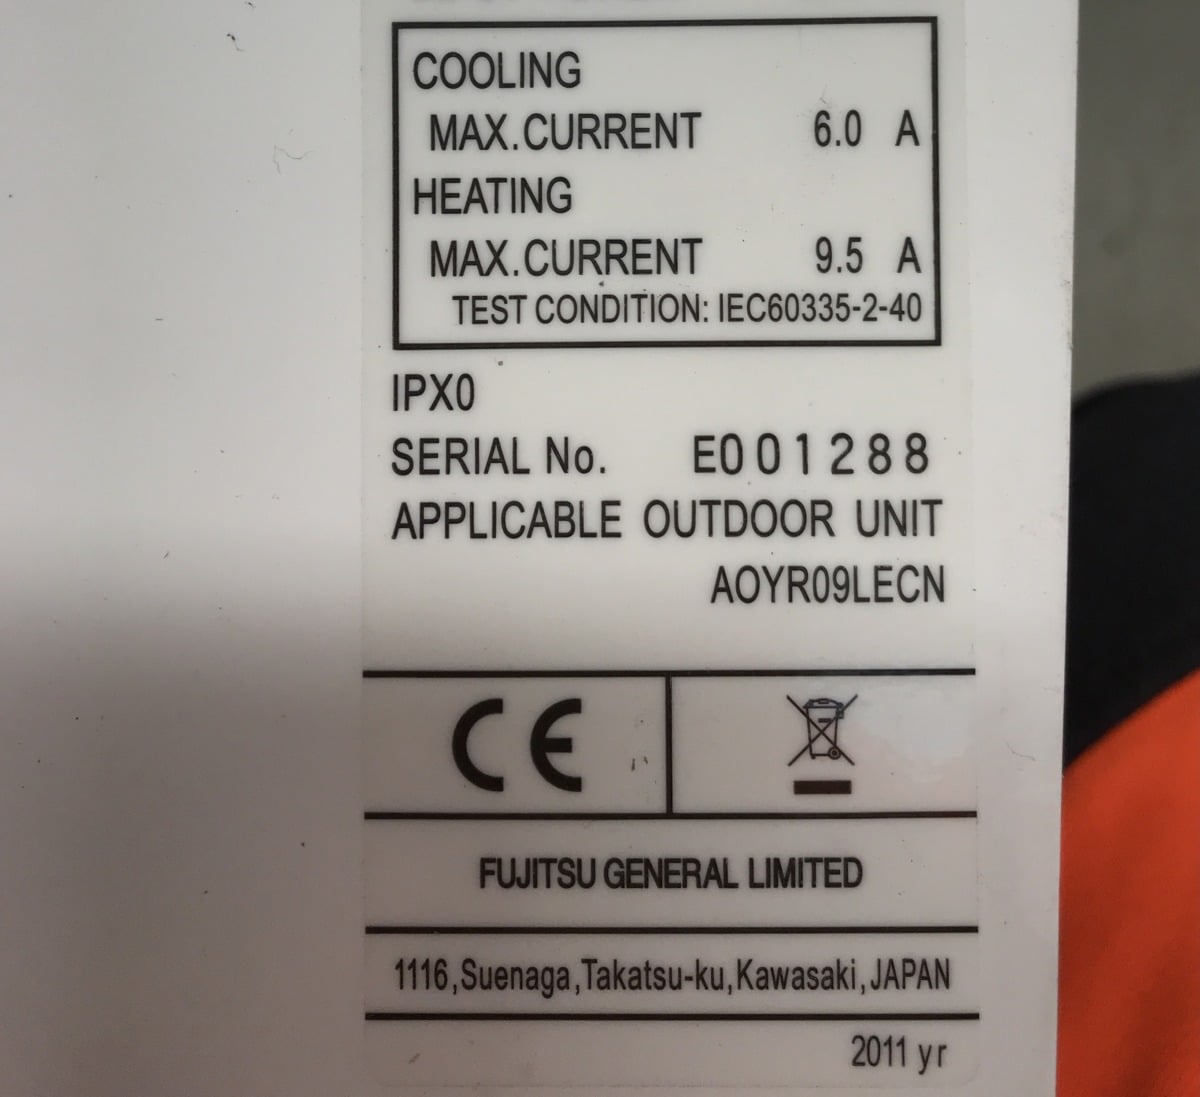 COOLING
MAX.CURRENT 6.0 A
HEATING
MAX.CURRENT 9.5 A
TEST CONDITION: IEC60335-2-40
IPX0
SERIAL No. E001288
APPLICABLE OUTDOOR UNIT
AOYR09LECN
CE
FUJITSU GENERAL LIMITED
1116,Suenaga,Takatsu-ku,Kawasaki,JAPAN
2011 yr